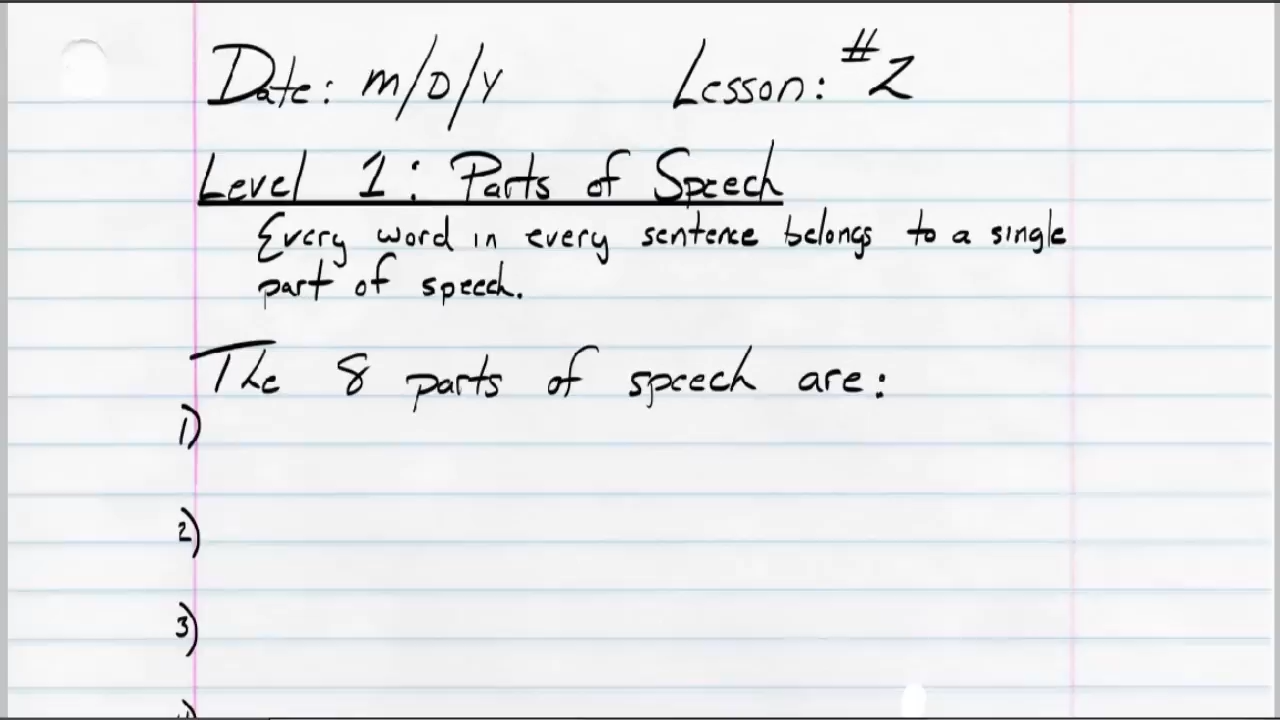 Date: M/D/Y Lesson: #2
Level 1: Parts of Speech
Every word in every sentence belongs to a single
part of speech.
The 8 parts of speech are:
1)
2)
3)